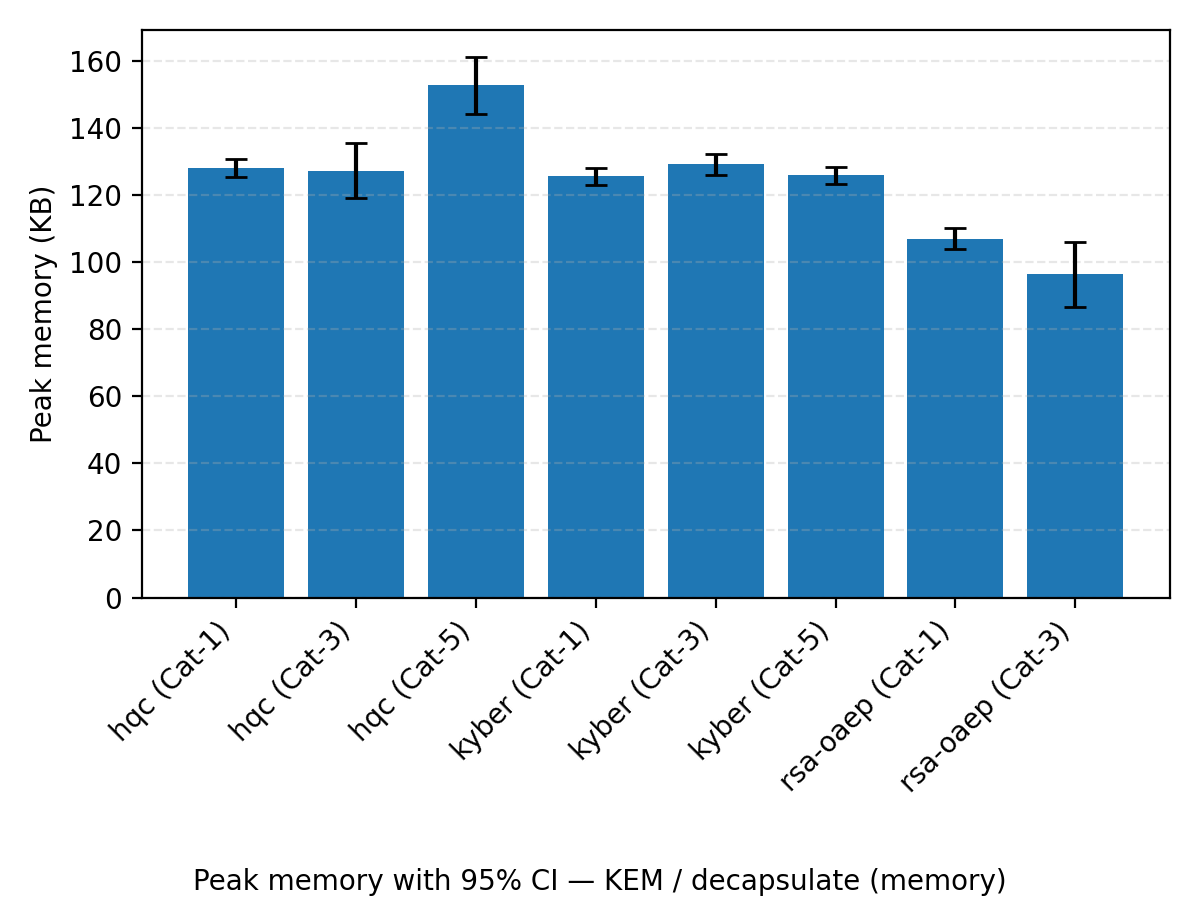 Peak memory (KB)
160
140
120
100
80
60
40
20
0
hqc (Cat-1)
hqc (Cat-3)
hqc (Cat-5)
kyber (Cat-1)
kyber (Cat-3)
kyber (Cat-5)
rsa-oaep (Cat-1)
rsa-oaep (Cat-3)
Peak memory with 95% CI — KEM / decapsulate (memory)